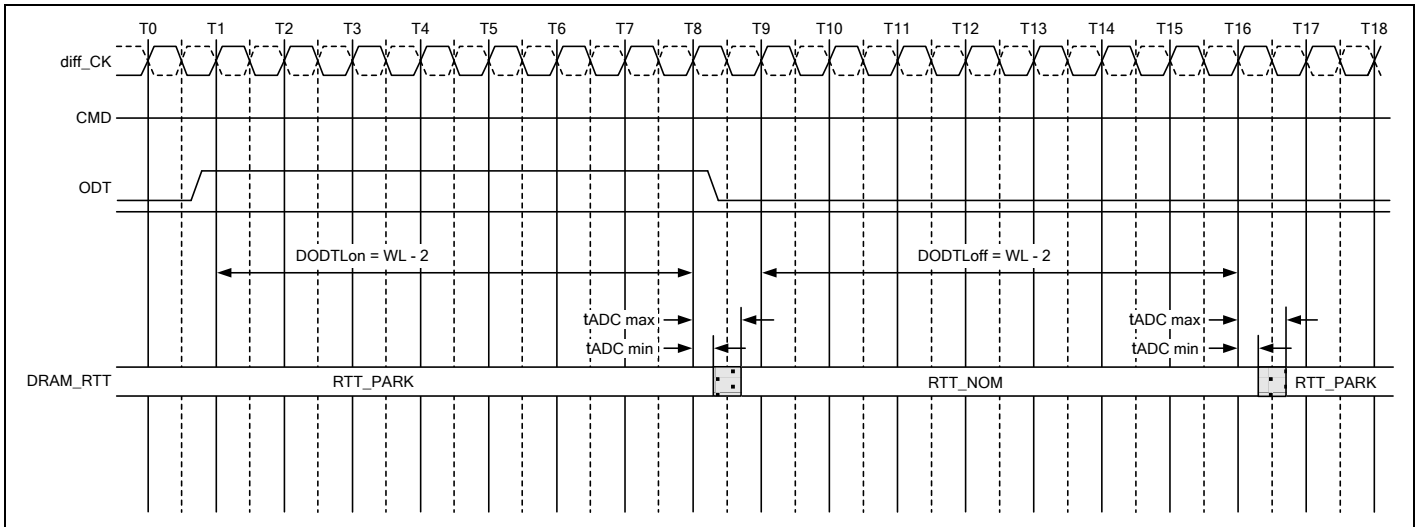 T0 T1 T2 T3 T4 T5 T6 T7 T8 T9 T10 T11 T12 T13 T14 T15 T16 T17 T18
diff_CK
CMD
ODT
DODTLon = WL - 2 DODTLoff = WL - 2
tADC max tADC max
tADC min tADC min
DRAM_RTT RTT_PARK RTT_NOM RTT_PARK